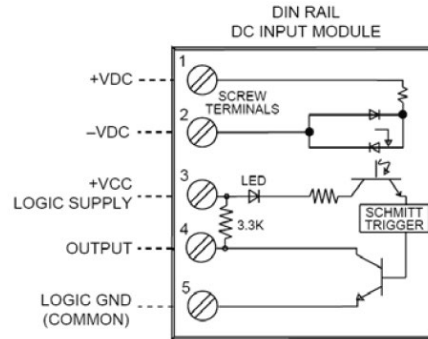 DIN RAIL
DC INPUT MODULE
1
+VDC
SCREW
TERMINALS
2
–VDC
+VCC
LOGIC SUPPLY
3
LED
SCHMITT
TRIGGER
3.3K
4
OUTPUT
5
LOGIC GND
(COMMON)